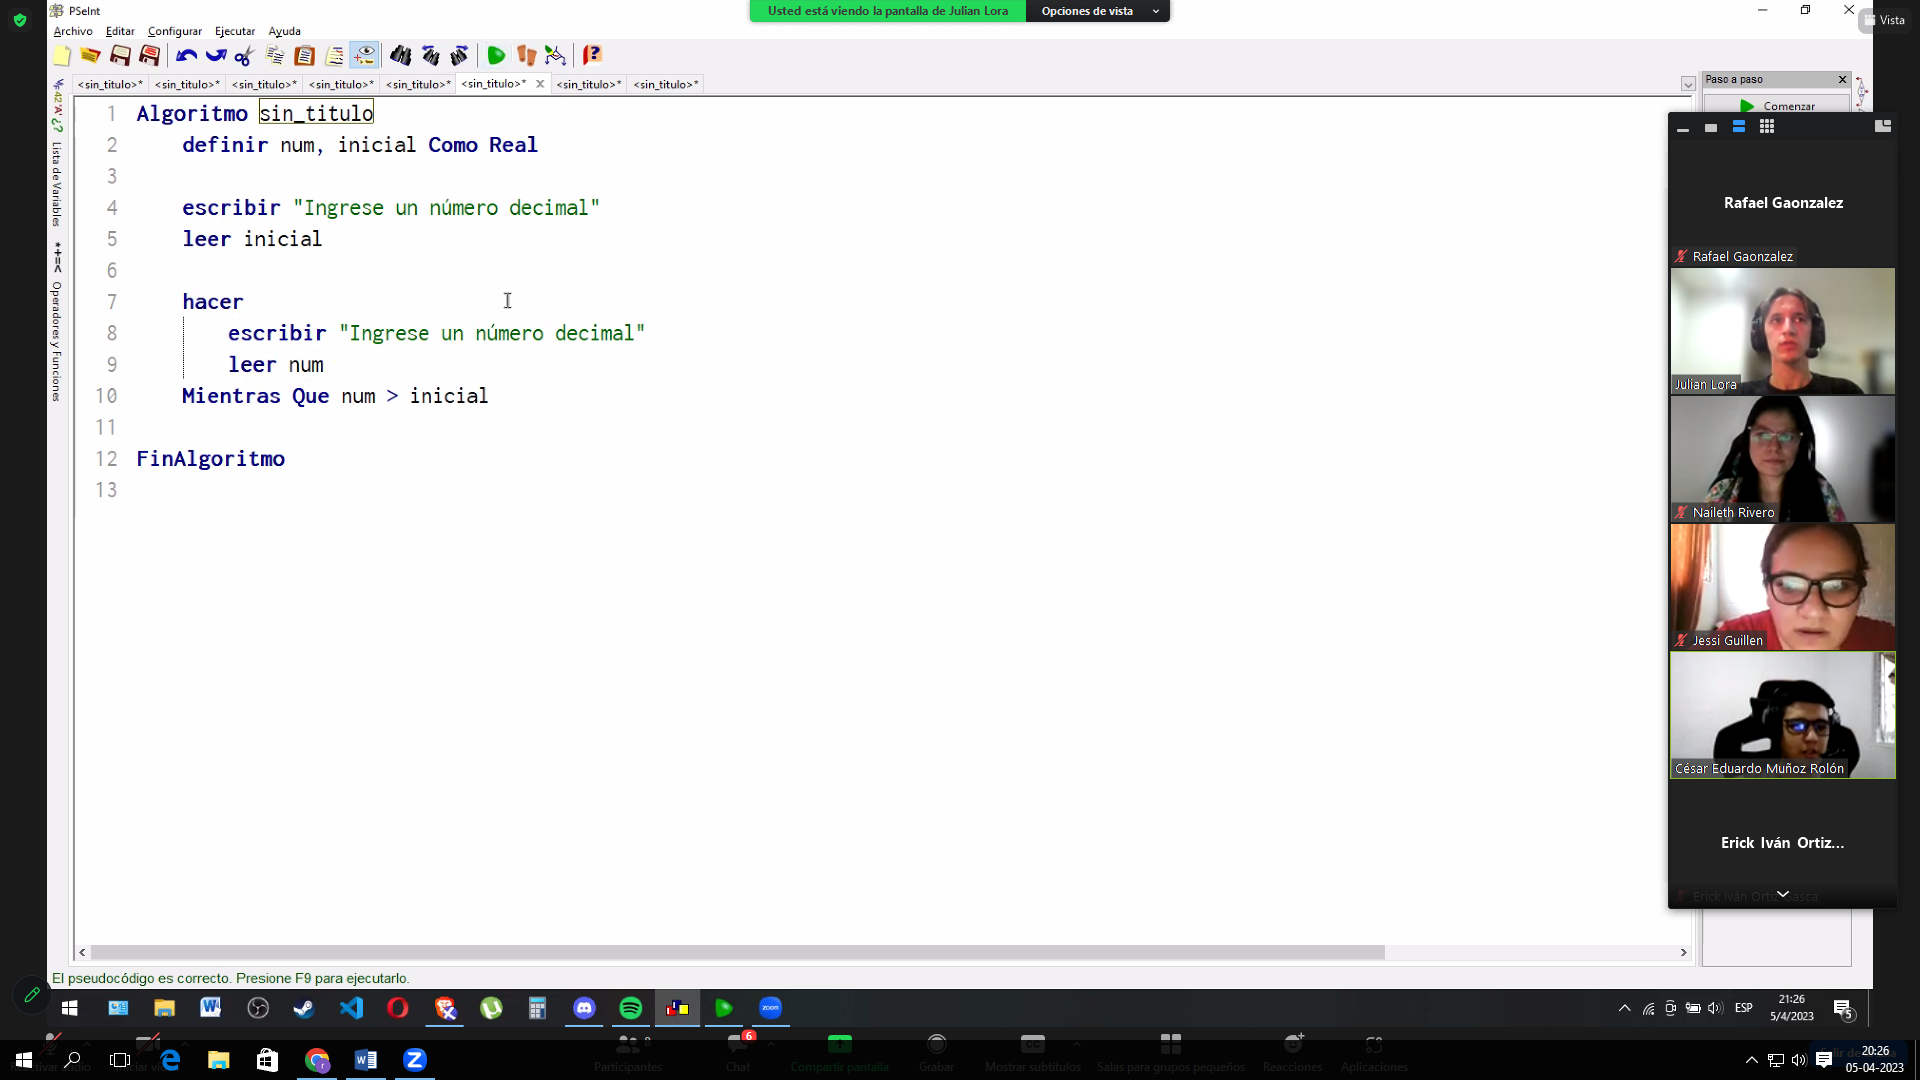 PSeInt
Usted está viendo la pantalla de Julian Lora
Opciones de vista
Vista
Archivo Editar Configurar Ejecutar Ayuda
<sin_titulo>* <sin_titulo>* <sin_titulo>* <sin_titulo>* <sin_titulo>* <sin_titulo>* <sin_titulo>* <sin_titulo>*
Paso a paso
Comenzar
Lista de Variables
*+=< Operadores y Funciones
1 Algoritmo sin_titulo
2 definir num, inicial Como Real
3
4 escribir "Ingrese un número decimal"
5 leer inicial
6
7 hacer
8 escribir "Ingrese un número decimal"
9 leer num
10 Mientras Que num > inicial
11
12 FinAlgoritmo
13
Rafael Gaonzalez
Rafael Gaonzalez
Julian Lora
Naileth Rivero
Jessi Guillen
César Eduardo Muñoz Rolón
Erick Iván Ortiz...
El pseudocódigo es correcto. Presione F9 para ejecutarlo.
ESP
21:26
5/4/2023
5
Participantes
Chat
6
Compartir pantalla
Grabar
Mostrar subtítulos
Salas para grupos pequeños
Reacciones
Aplicaciones
20:26
05-04-2023